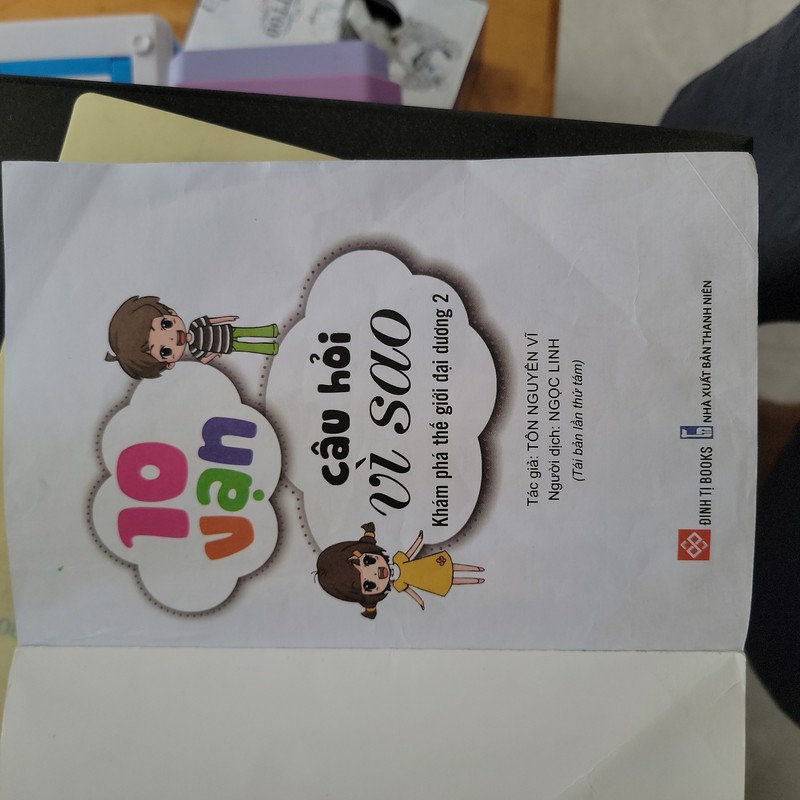 10
vạn
câu hỏi
vì sao
Khám phá thế giới đại dương 2
Tác giả: TÔN NGUYÊN VĨ
Người dịch: NGỌC LINH
(Tái bản lần thứ tám)
ĐINH TỊ BOOKS NHÀ XUẤT BẢN THANH NIÊN